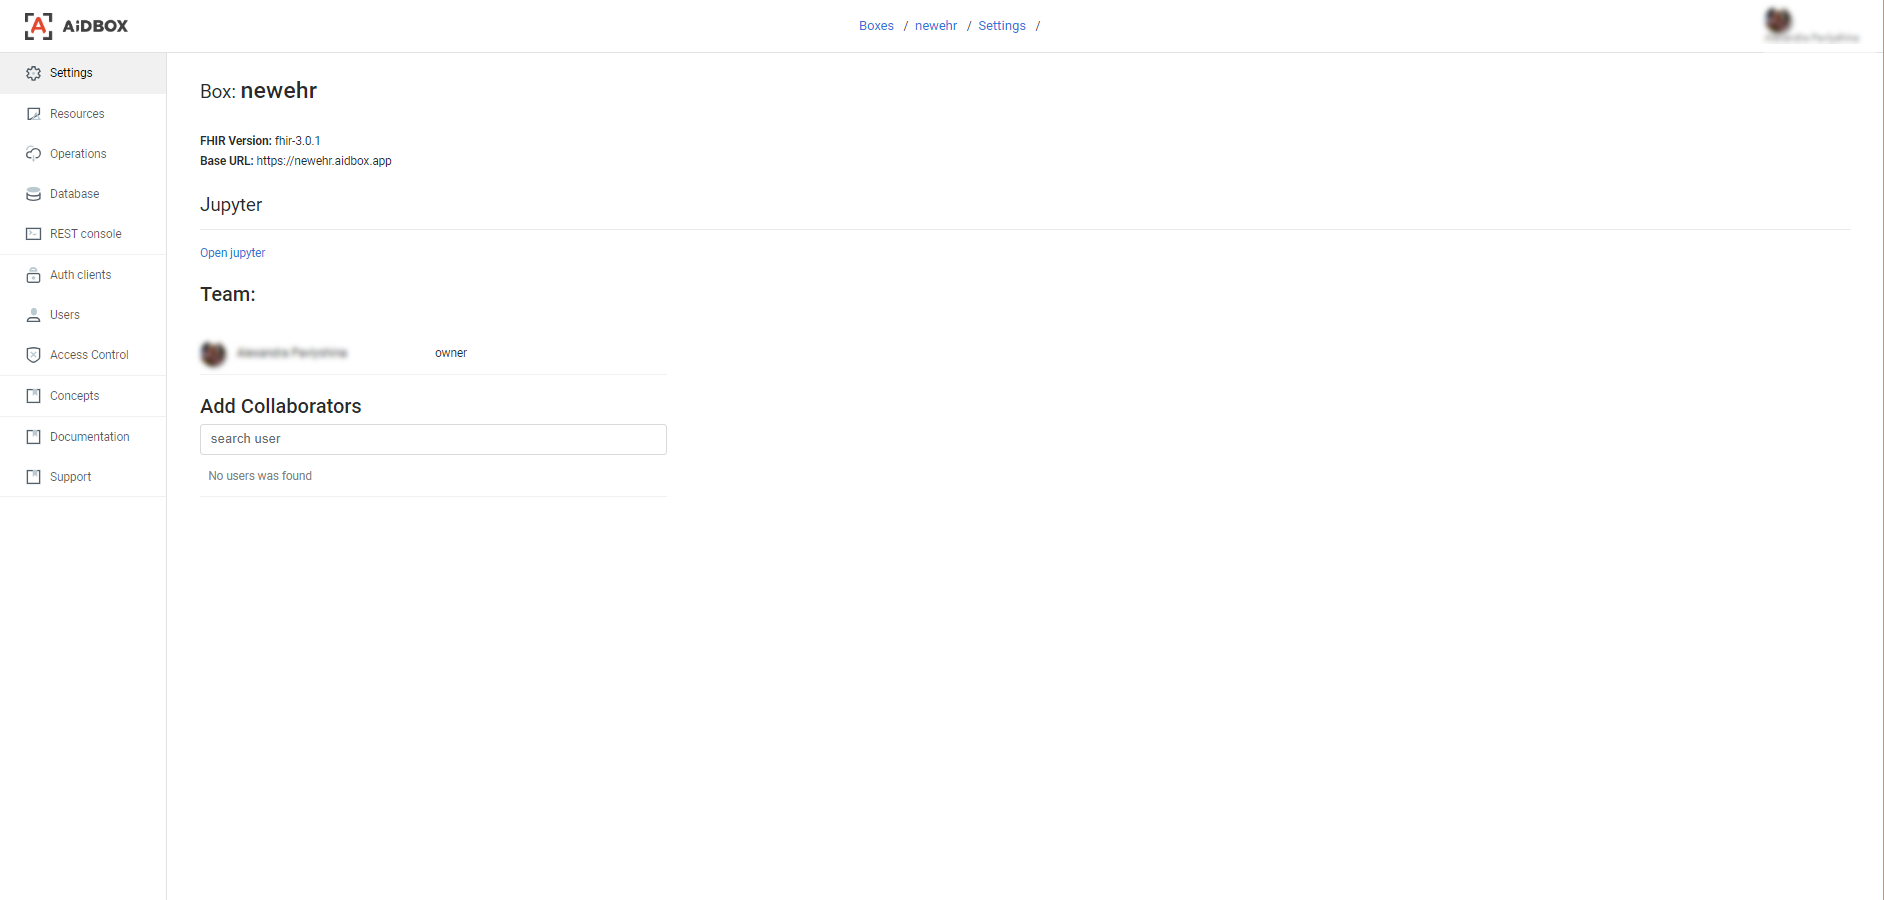 AiDBOX
Boxes / newehr / Settings /
Settings
Resources
Operations
Database
REST console
Auth clients
Users
Access Control
Concepts
Documentation
Support
Box: newehr
FHIR Version: fhir-3.0.1
Base URL: https://newehr.aidbox.app
Jupyter
Open jupyter
Team:
owner
Add Collaborators
search user
No users was found